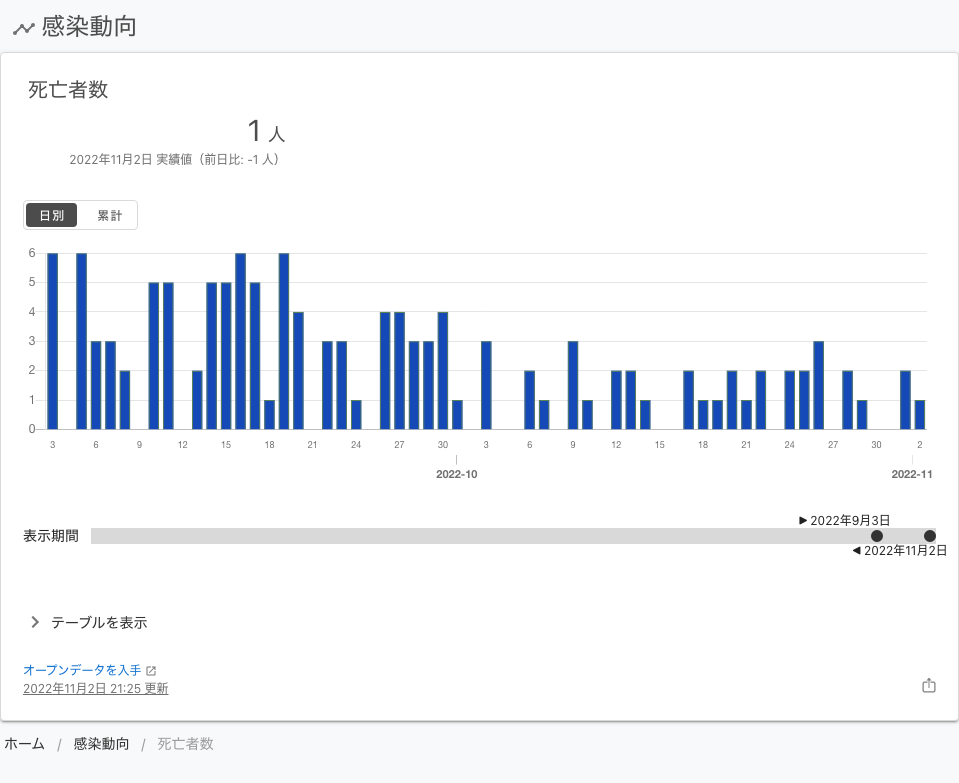 感染動向
死亡者数
1 人
2022年11月2日 実績値（前日比: -1 人）
日別 累計
6
5
4
3
2
1
0
3 6 9 12 15 18 21 24 27 30 3 6 9 12 15 18 21 24 27 30 2
2022-10 2022-11
2022年9月3日
表示期間
2022年11月2日
テーブルを表示
オープンデータを入手
2022年11月2日 21:25 更新
ホーム / 感染動向 / 死亡者数